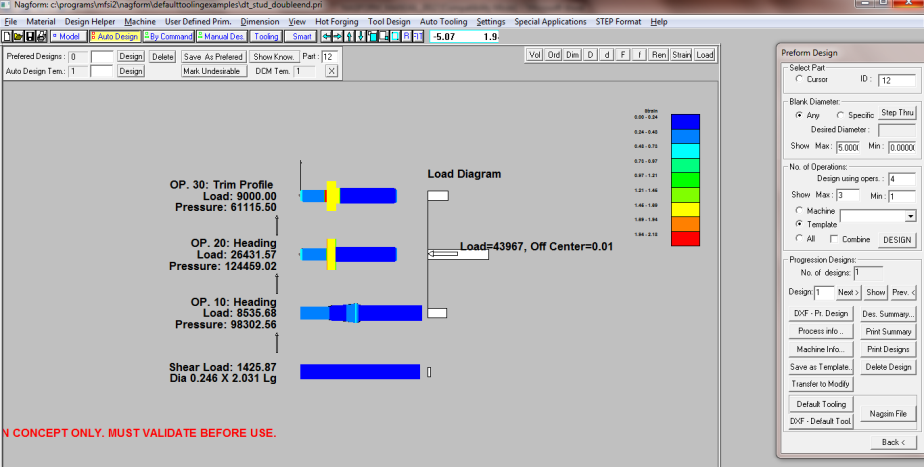 Nagform: c:\programs\mfsi2\nagform\defaulttoolingexamples\dt_stud_doubleend.pri
File Material Design Helper Machine User Defined Prim. Dimension View Hot Forging Tool Design Auto Tooling Settings Special Applications STEP Format Help
Model Auto Design By Command Manual Des. Tooling Smart -5.07 1.9
Prefered Designs : 0 Design Delete Save As Prefered Show Know. Part : 12
Auto Design Tem.: 1 Design Mark Undesirable DCM Tem. 1 X
Vol Ord Dim D d F f Ren Strain Load
Strain
0.00 - 0.24
0.24 - 0.48
0.48 - 0.73
0.73 - 0.97
0.97 - 1.21
1.21 - 1.46
1.46 - 1.69
1.69 - 1.94
1.94 - 2.18
Load Diagram
OP. 30: Trim Profile
Load: 9000.00
Pressure: 61115.50
OP. 20: Heading
Load: 26431.57
Pressure: 124459.02
Load=43967, Off Center=0.01
OP. 10: Heading
Load: 8535.68
Pressure: 98302.56
Shear Load: 1425.87
Dia 0.246 X 2.031 Lg
N CONCEPT ONLY. MUST VALIDATE BEFORE USE.
Preform Design
Select Part
Cursor ID : 12
Blank Diameter:
Any Specific Step Thru
Desired Diameter :
Show Max : 5.000 Min : 0.0000
No. of Operations:
Design using opers. : 4
Show Max : 3 Min : 1
Machine
Template
All Combine DESIGN
Progression Designs:
No. of designs: 1
Design: 1 Next > Show Prev. <
DXF - Pr. Design Des. Summary...
Process info .. Print Summary
Machine Info... Print Designs
Save as Template.. Delete Design
Transfer to Modify
Default Tooling
Nagsim File
DXF - Default Tool.
Back <